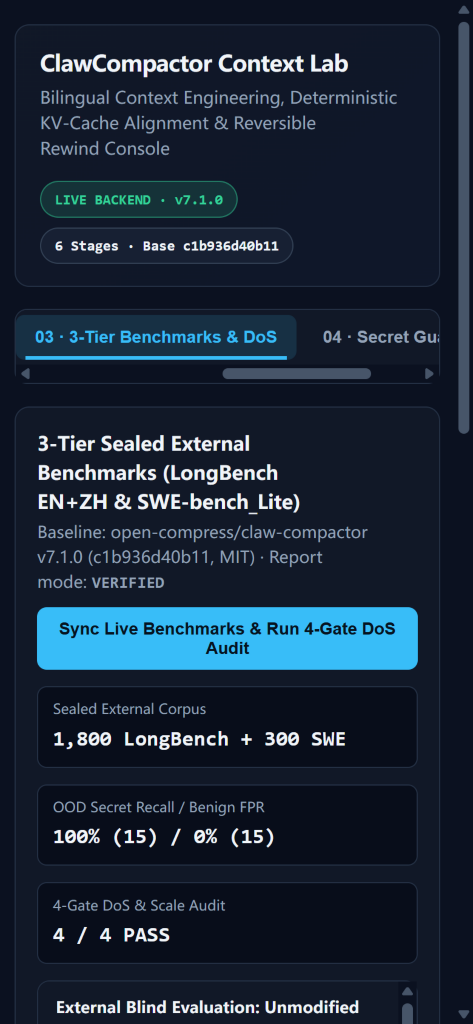 ClawCompactor Context Lab
Bilingual Context Engineering, Deterministic
KV-Cache Alignment & Reversible
Rewind Console
LIVE BACKEND · v7.1.0
6 Stages · Base c1b936d40b11
03 · 3-Tier Benchmarks & DoS
04 · Secret Gua
3-Tier Sealed External
Benchmarks (LongBench
EN+ZH & SWE-bench_Lite)
Baseline: open-compress/claw-compactor
v7.1.0 (c1b936d40b11, MIT) · Report
mode: VERIFIED
Sync Live Benchmarks & Run 4-Gate DoS
Audit
Sealed External Corpus
1,800 LongBench + 300 SWE
OOD Secret Recall / Benign FPR
100% (15) / 0% (15)
4-Gate DoS & Scale Audit
4 / 4 PASS
External Blind Evaluation: Unmodified